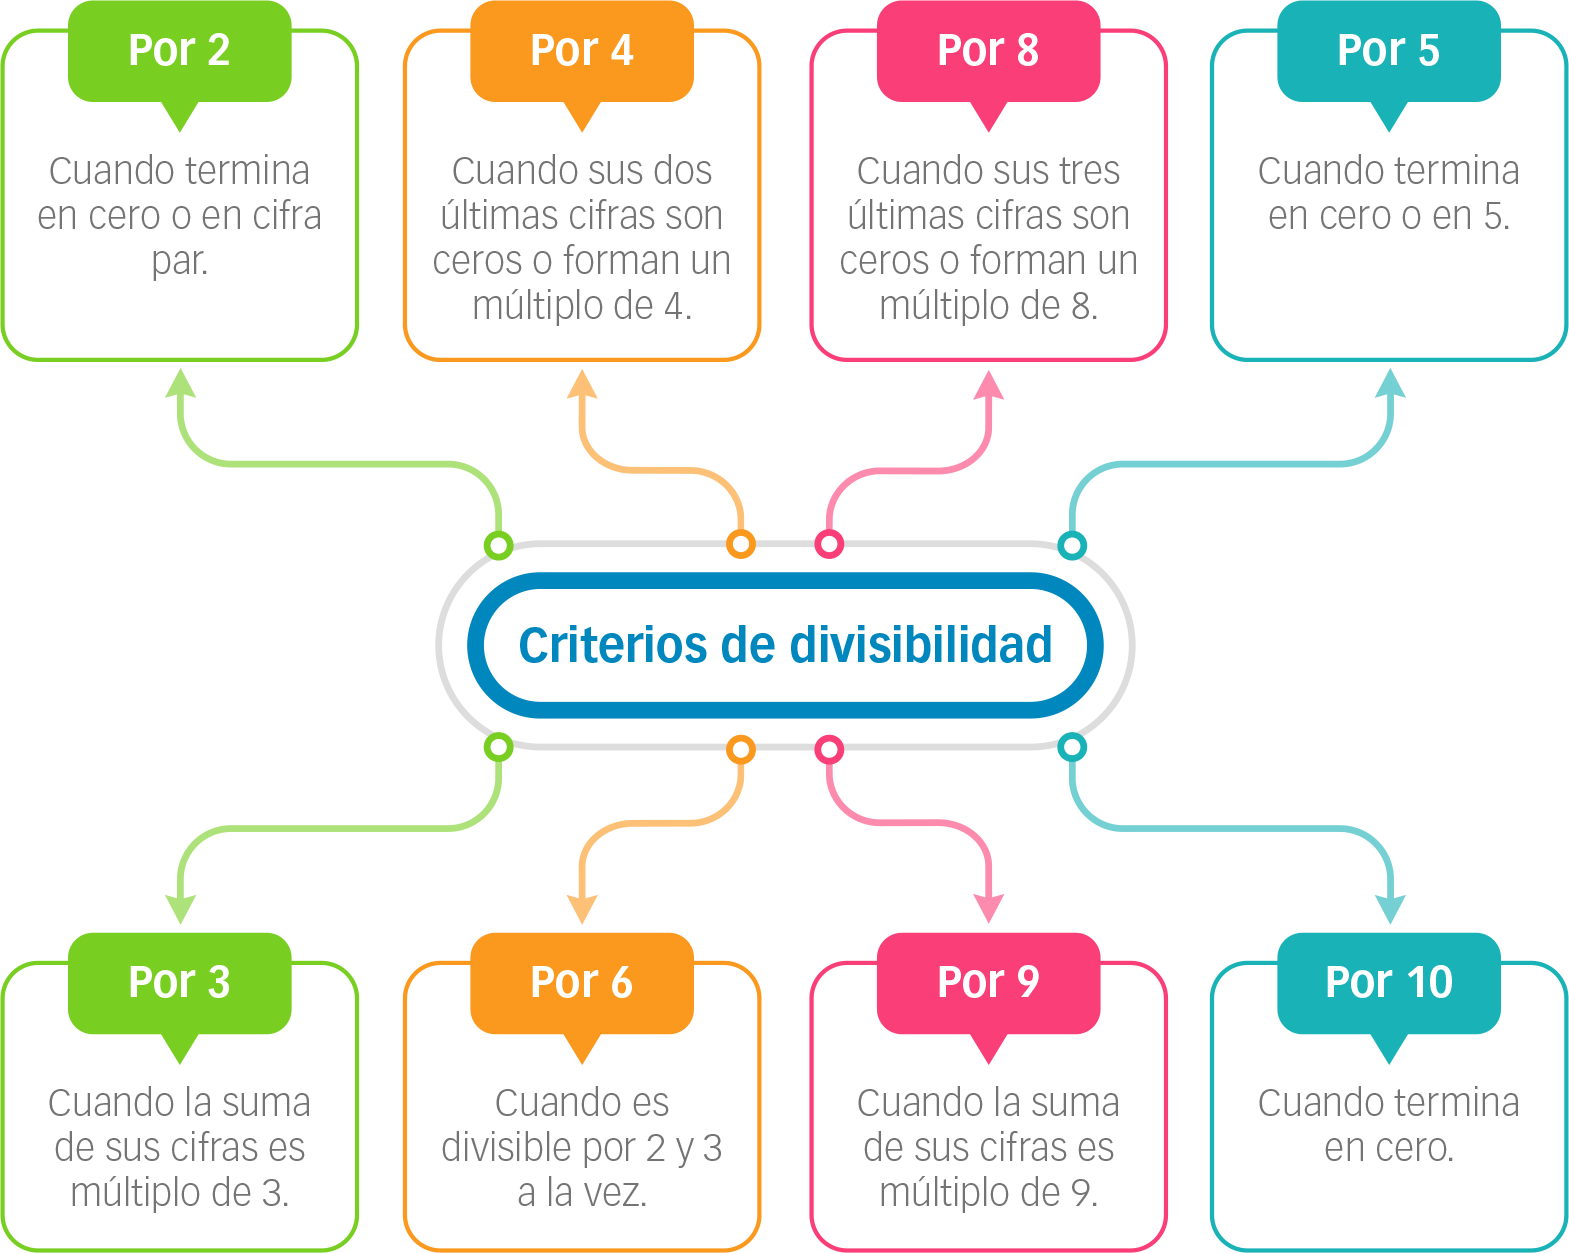 Por 2
Cuando termina
en cero o en cifra
par.
Por 4
Cuando sus dos
últimas cifras son
ceros o forman un
múltiplo de 4.
Por 8
Cuando sus tres
últimas cifras son
ceros o forman un
múltiplo de 8.
Por 5
Cuando termina
en cero o en 5.
Criterios de divisibilidad
Por 3
Cuando la suma
de sus cifras es
múltiplo de 3.
Por 6
Cuando es
divisible por 2 y 3
a la vez.
Por 9
Cuando la suma
de sus cifras es
múltiplo de 9.
Por 10
Cuando termina
en cero.